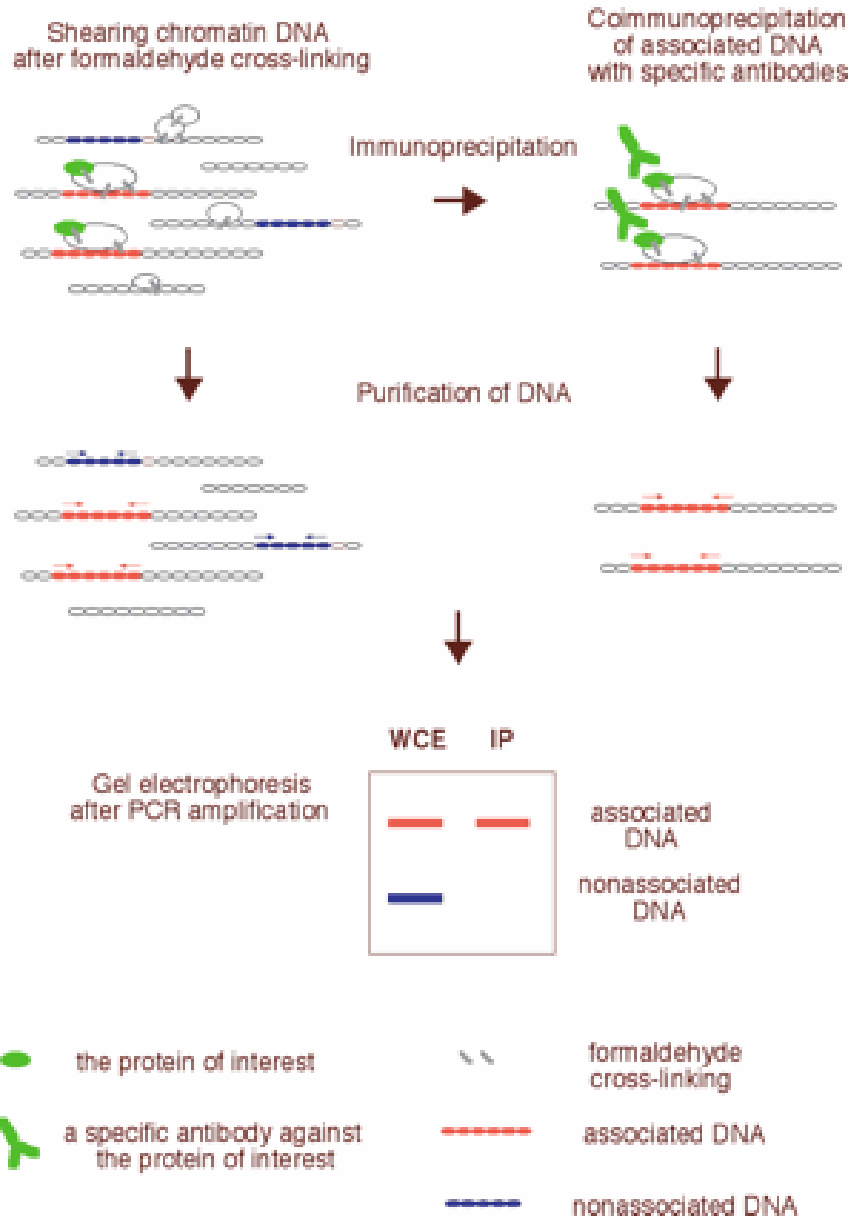 Shearing chromatin DNA
after formaldehyde cross-linking
Coimmunoprecipitation
of associated DNA
with specific antibodies
Immunoprecipitation
Purification of DNA
WCE IP
Gel electrophoresis
after PCR amplification
associated
DNA
nonassociated
DNA
the protein of interest
formaldehyde
cross-linking
a specific antibody against
the protein of interest
associated DNA
nonassociated DNA